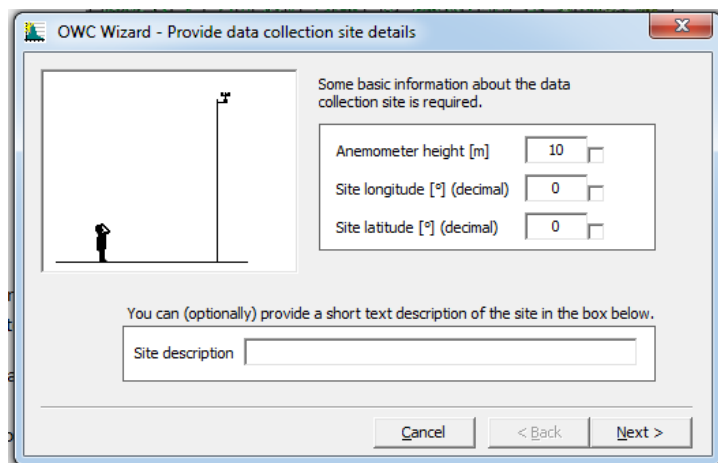 OWC Wizard - Provide data collection site details
Some basic information about the data
collection site is required.
Anemometer height [m] 10
Site longitude [°] (decimal) 0
Site latitude [°] (decimal) 0
You can (optionally) provide a short text description of the site in the box below.
Site description
Cancel < Back Next >